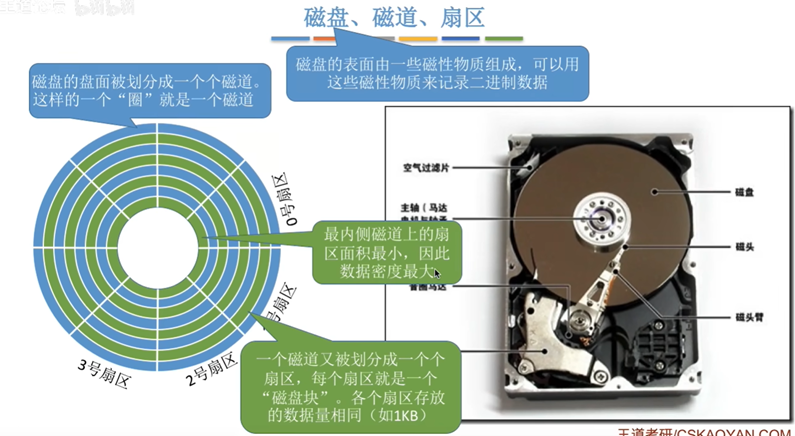 磁盘、磁道、扇区
磁盘的表面由一些磁性物质组成，可以用
这些磁性物质来记录二进制数据
磁盘的盘面被划分成一个个磁道。
这样的一个“圈”就是一个磁道
0号扇区
最内侧磁道上的扇
区面积最小，因此
数据密度最大
号扇区
2号扇区
3号扇区
一个磁道又被划分成一个个
扇区，每个扇区就是一个
“磁盘块”。各个扇区存放
的数据量相同（如1KB）
空气过滤片
主轴（马达
音圈马达
磁盘
磁头
磁头臂
王道考研/CSKAOYAN.COM